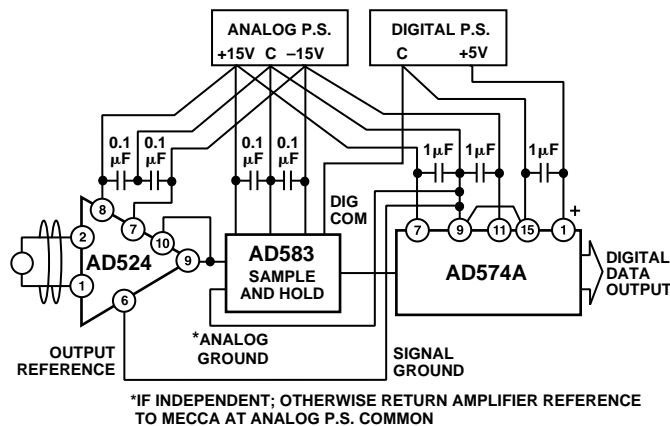 ANALOG P.S.
+15V C –15V
DIGITAL P.S.
C +5V
0.1
µF
0.1
µF
0.1
µF
0.1
µF
1µF
1µF
1µF
DIG
COM
8
7
10
9
2
1
6
AD524
AD583
SAMPLE
AND HOLD
7
9
11
15
1
+
AD574A
DIGITAL
DATA
OUTPUT
*ANALOG
GROUND
OUTPUT
REFERENCE
SIGNAL
GROUND
*IF INDEPENDENT; OTHERWISE RETURN AMPLIFIER REFERENCE
TO MECCA AT ANALOG P.S. COMMON